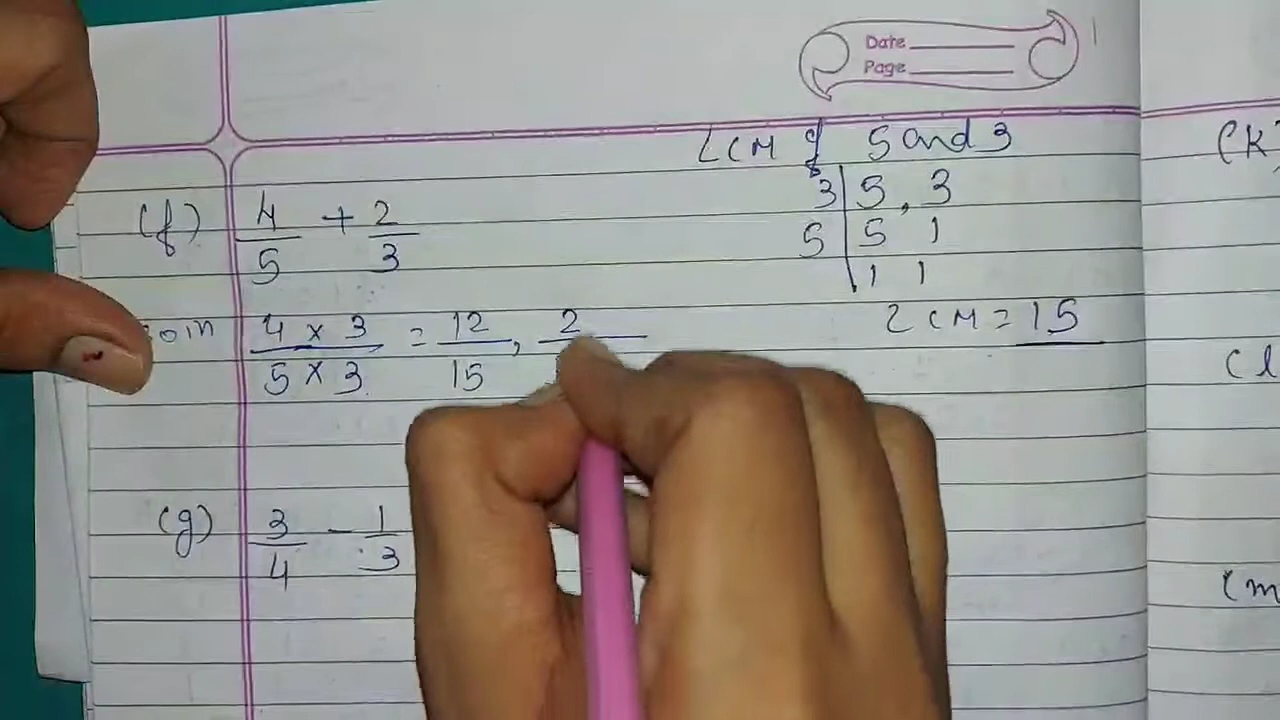 Date
Page
LCM of 5 and 3
3 | 5, 3
5 | 5 1
1 1
LCM = 15
(f) 4/5 + 2/3
4 x 3 / 5 x 3 = 12/15, 2
(g) 3/4 - 1/3
(k)
(l
(m